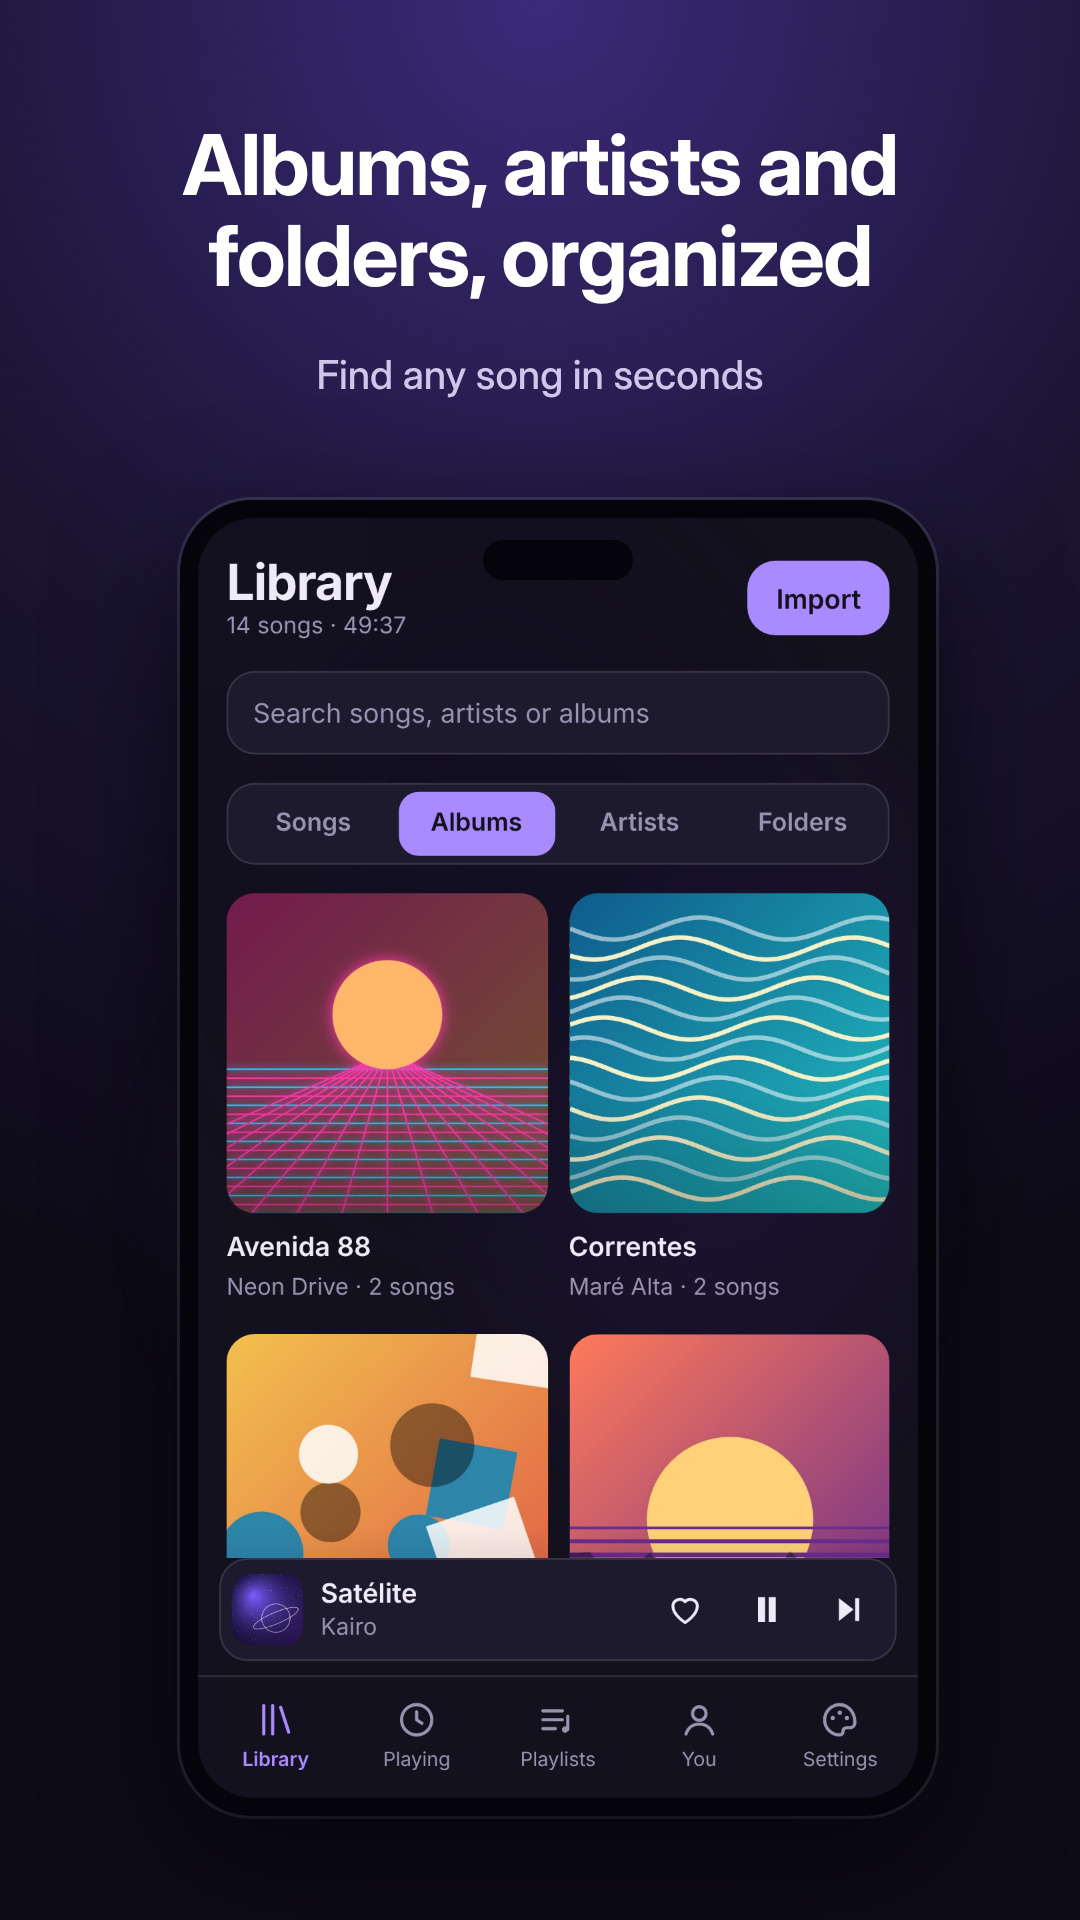 Albums, artists and
folders, organized
Find any song in seconds
Library
14 songs · 49:37
Import
Search songs, artists or albums
Songs
Albums
Artists
Folders
Avenida 88
Neon Drive · 2 songs
Correntes
Maré Alta · 2 songs
Satélite
Kairo
Library
Playing
Playlists
You
Settings